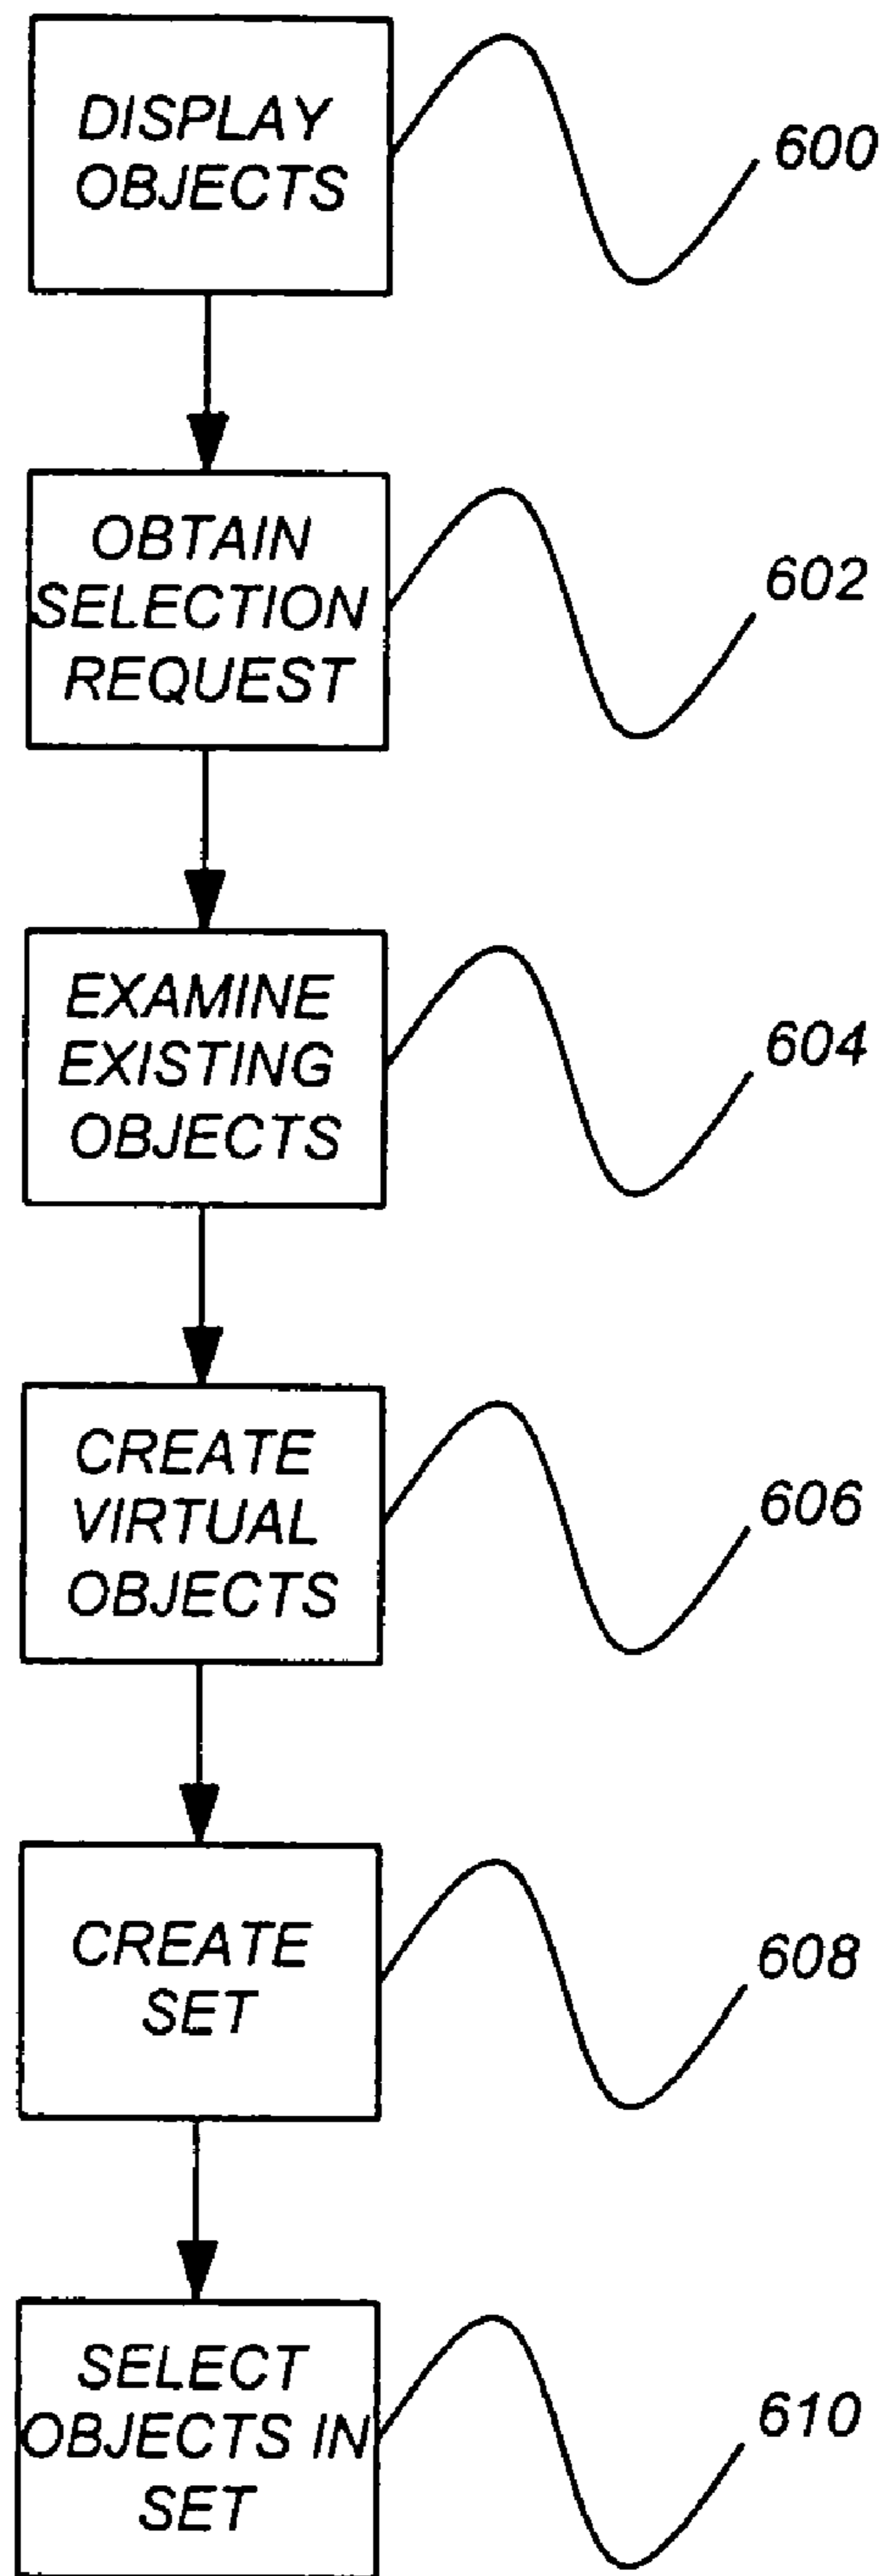 DISPLAY
OBJECTS
600
OBTAIN
SELECTION
REQUEST
602
EXAMINE
EXISTING
OBJECTS
604
CREATE
VIRTUAL
OBJECTS
606
CREATE
SET
608
SELECT
OBJECTS IN
SET
610